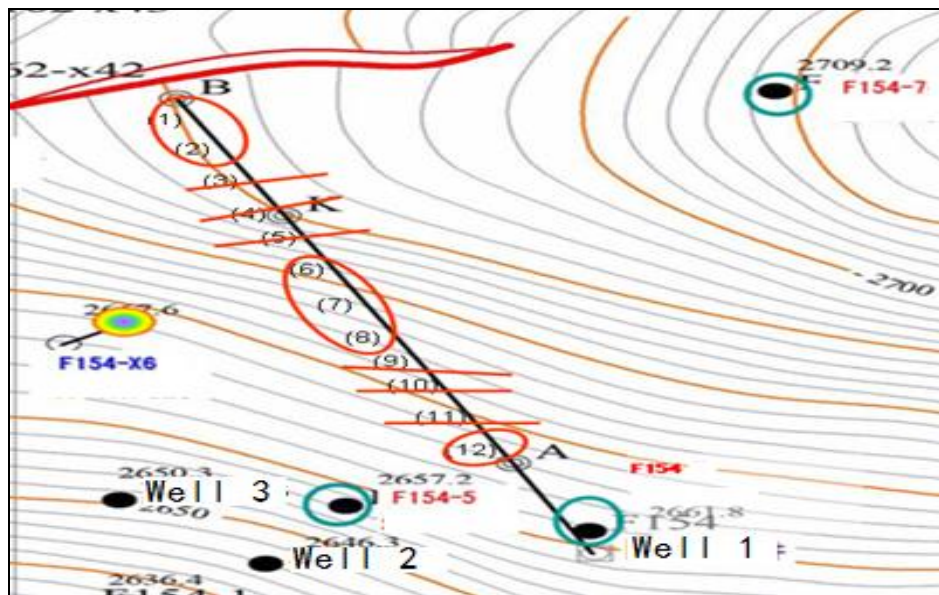 52-x42
B
2709.2
F
F154-7
(1)
(2)
(3)
(4)
K
(5)
(6)
- 2700
(7)
F154-X6
(8)
(9)
(10)
(11)
(12)
A
F154
2650.3
Well 3
2650
2657.2
F154-5
2661.8
F154
Well 1
2646.3
Well 2
2636.4